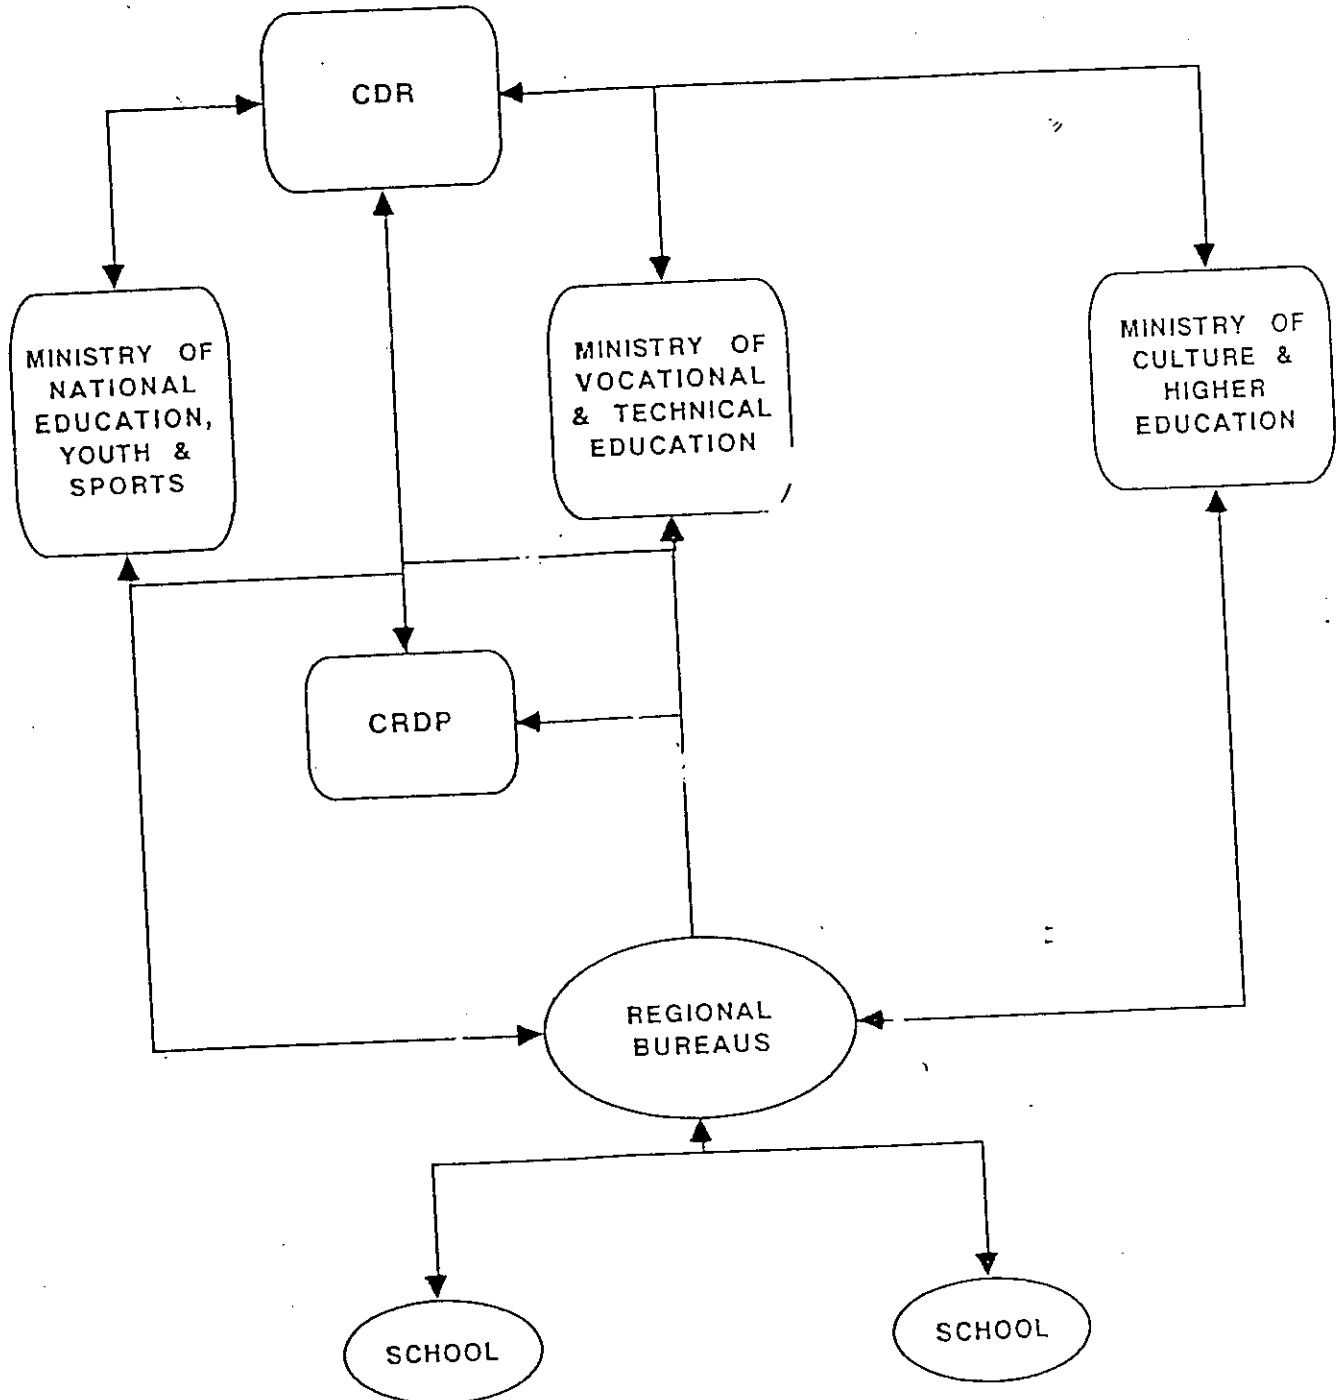 CDR
MINISTRY OF
NATIONAL
EDUCATION,
YOUTH &
SPORTS
MINISTRY OF
VOCATIONAL
& TECHNICAL
EDUCATION
MINISTRY OF
CULTURE &
HIGHER
EDUCATION
CRDP
REGIONAL
BUREAUS
SCHOOL
SCHOOL